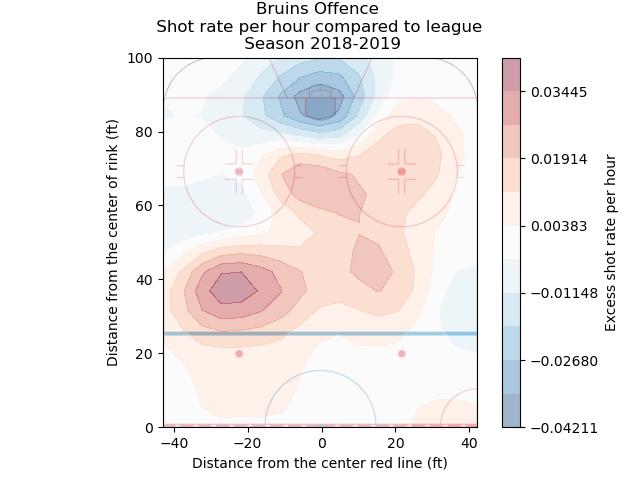 Bruins Offence
Shot rate per hour compared to league
Season 2018-2019
100
80
60
40
20
0
−40
−20
0
20
40
Distance from the center of rink (ft)
Distance from the center red line (ft)
0.03445
0.01914
0.00383
−0.01148
−0.02680
−0.04211
Excess shot rate per hour